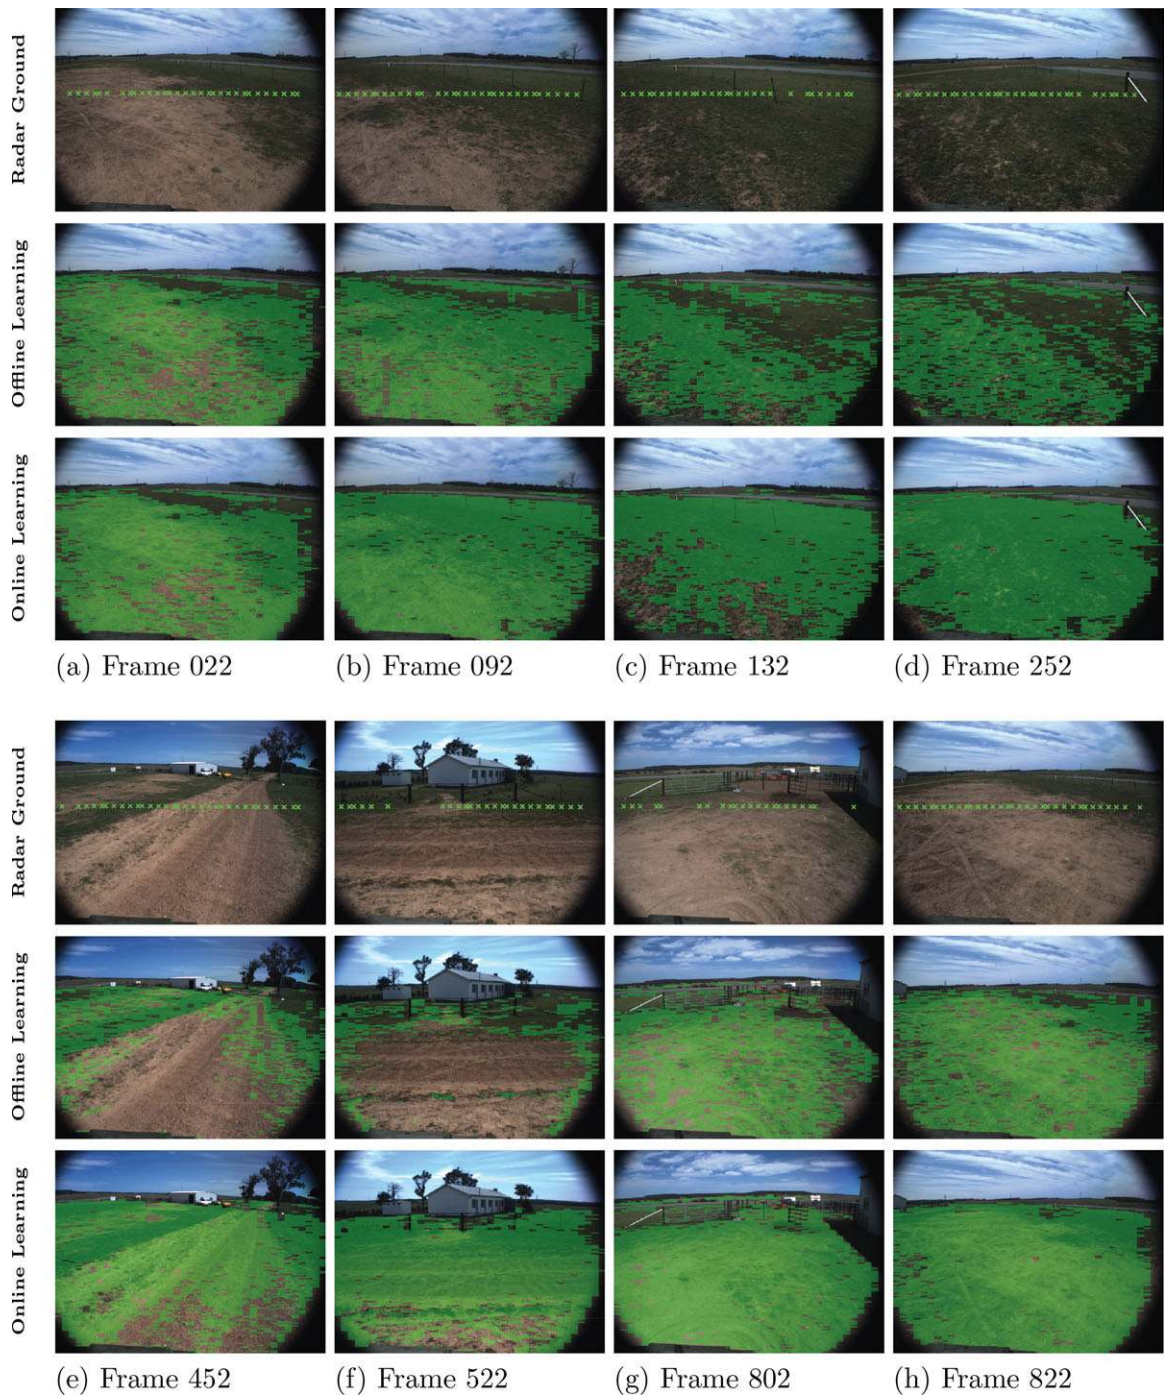 Radar Ground
Offline Learning
Online Learning
(a) Frame 022
(b) Frame 092
(c) Frame 132
(d) Frame 252
Radar Ground
Offline Learning
Online Learning
(e) Frame 452
(f) Frame 522
(g) Frame 802
(h) Frame 822